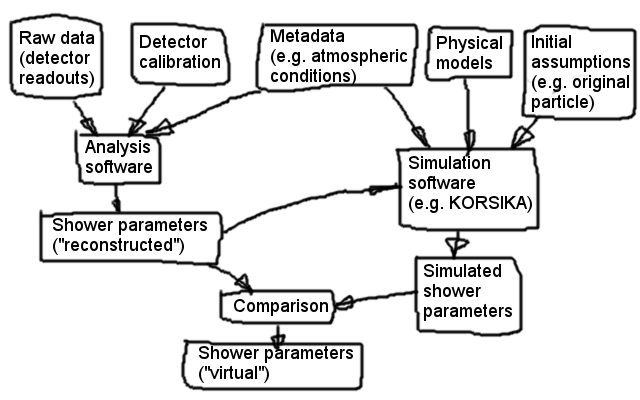 Raw data
(detector
readouts)
Detector
calibration
Metadata
(e.g. atmospheric
conditions)
Physical
models
Initial
assumptions
(e.g. original
particle)
Analysis
software
Simulation
software
(e.g. KORSIKA)
Shower parameters
("reconstructed")
Simulated
shower
parameters
Comparison
Shower parameters
("virtual")